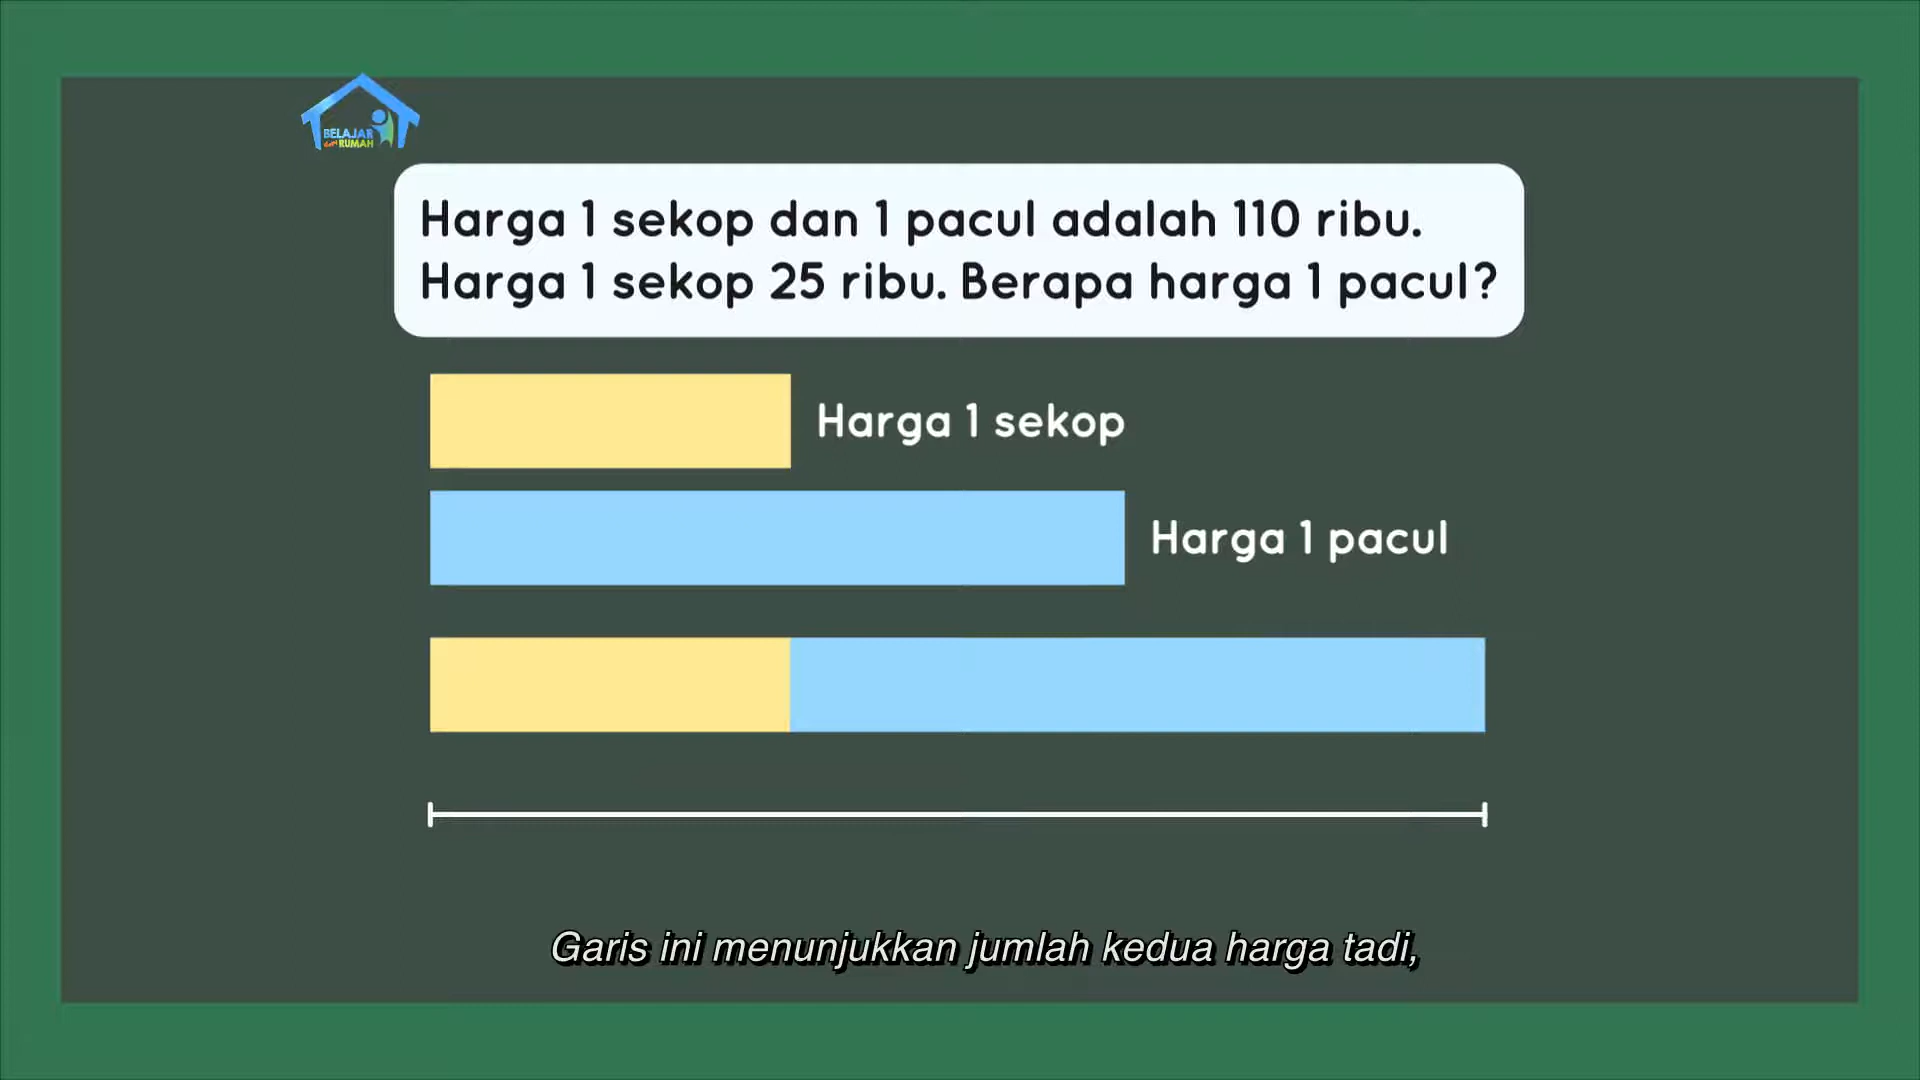 BELAJAR
dari RUMAH
Harga 1 sekop dan 1 pacul adalah 110 ribu.
Harga 1 sekop 25 ribu. Berapa harga 1 pacul?
Harga 1 sekop
Harga 1 pacul
Garis ini menunjukkan jumlah kedua harga tadi,